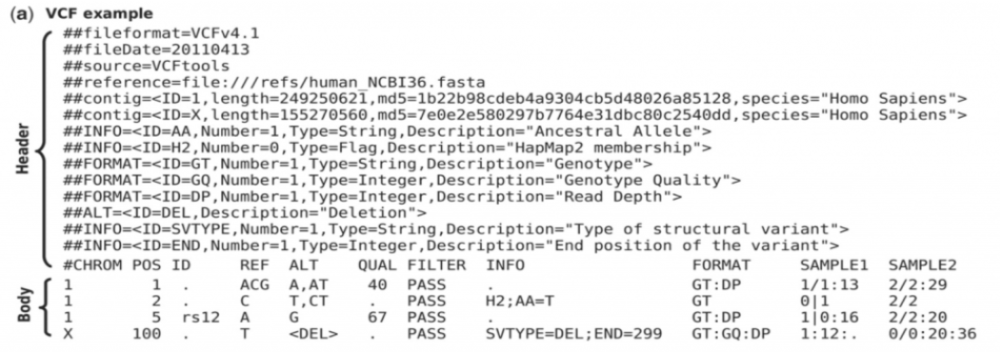 (a) VCF example
##fileformat=VCFv4.1
##fileDate=20110413
##source=VCFtools
##reference=file:///refs/human_NCBI36.fasta
##contig=<ID=1,length=249250621,md5=1b22b98cdeb4a9304cb5d48026a85128,species="Homo Sapiens">
##contig=<ID=X,length=155270560,md5=7e0e2e580297b7764e31dbc80c2540dd,species="Homo Sapiens">
##INFO=<ID=AA,Number=1,Type=String,Description="Ancestral Allele">
##INFO=<ID=H2,Number=0,Type=Flag,Description="HapMap2 membership">
##FORMAT=<ID=GT,Number=1,Type=String,Description="Genotype">
##FORMAT=<ID=GQ,Number=1,Type=Integer,Description="Genotype Quality">
##FORMAT=<ID=DP,Number=1,Type=Integer,Description="Read Depth">
##ALT=<ID=DEL,Description="Deletion">
##INFO=<ID=SVTYPE,Number=1,Type=String,Description="Type of structural variant">
##INFO=<ID=END,Number=1,Type=Integer,Description="End position of the variant">
#CHROM POS ID REF ALT QUAL FILTER INFO FORMAT SAMPLE1 SAMPLE2
1 1 . ACG A,AT 40 PASS . GT:DP 1/1:13 2/2:29
1 2 . C T,CT . PASS H2;AA=T GT 0|1 2/2
1 5 rs12 A G 67 PASS . GT:DP 1|0:16 2/2:20
X 100 . T <DEL> . PASS SVTYPE=DEL;END=299 GT:GQ:DP 1:12:. 0/0:20:36
Header
Body